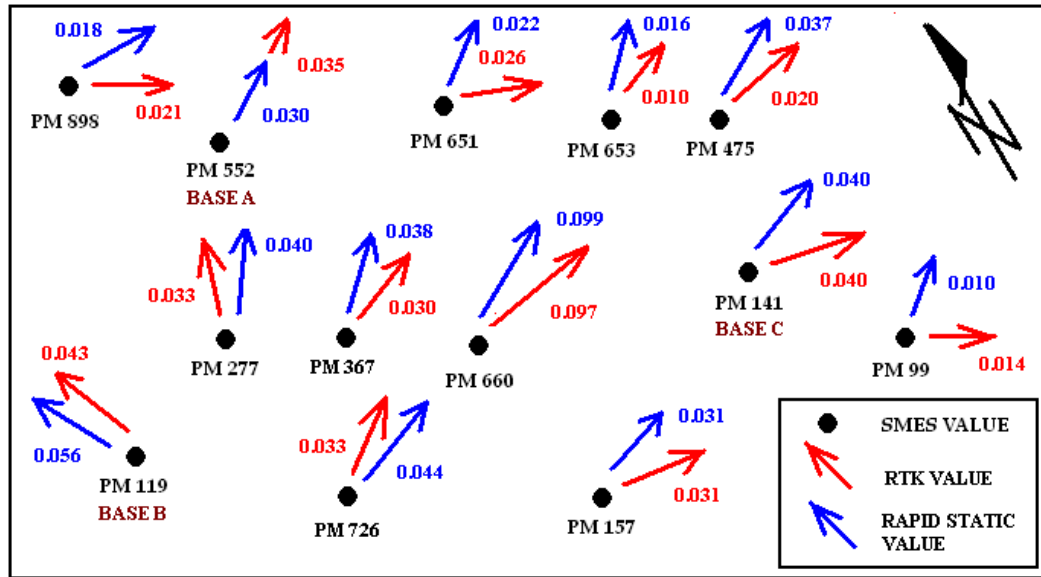 0.018
0.021
PM 898
0.035
0.030
PM 552
BASE A
0.022
0.026
PM 651
0.016
0.010
PM 653
0.037
0.020
PM 475
N
0.033
0.040
PM 277
0.038
0.030
PM 367
0.099
0.097
PM 660
0.040
0.040
PM 141
BASE C
0.010
0.014
PM 99
0.043
0.056
PM 119
BASE B
0.033
0.044
PM 726
0.031
0.031
PM 157
SMES VALUE
RTK VALUE
RAPID STATIC
VALUE